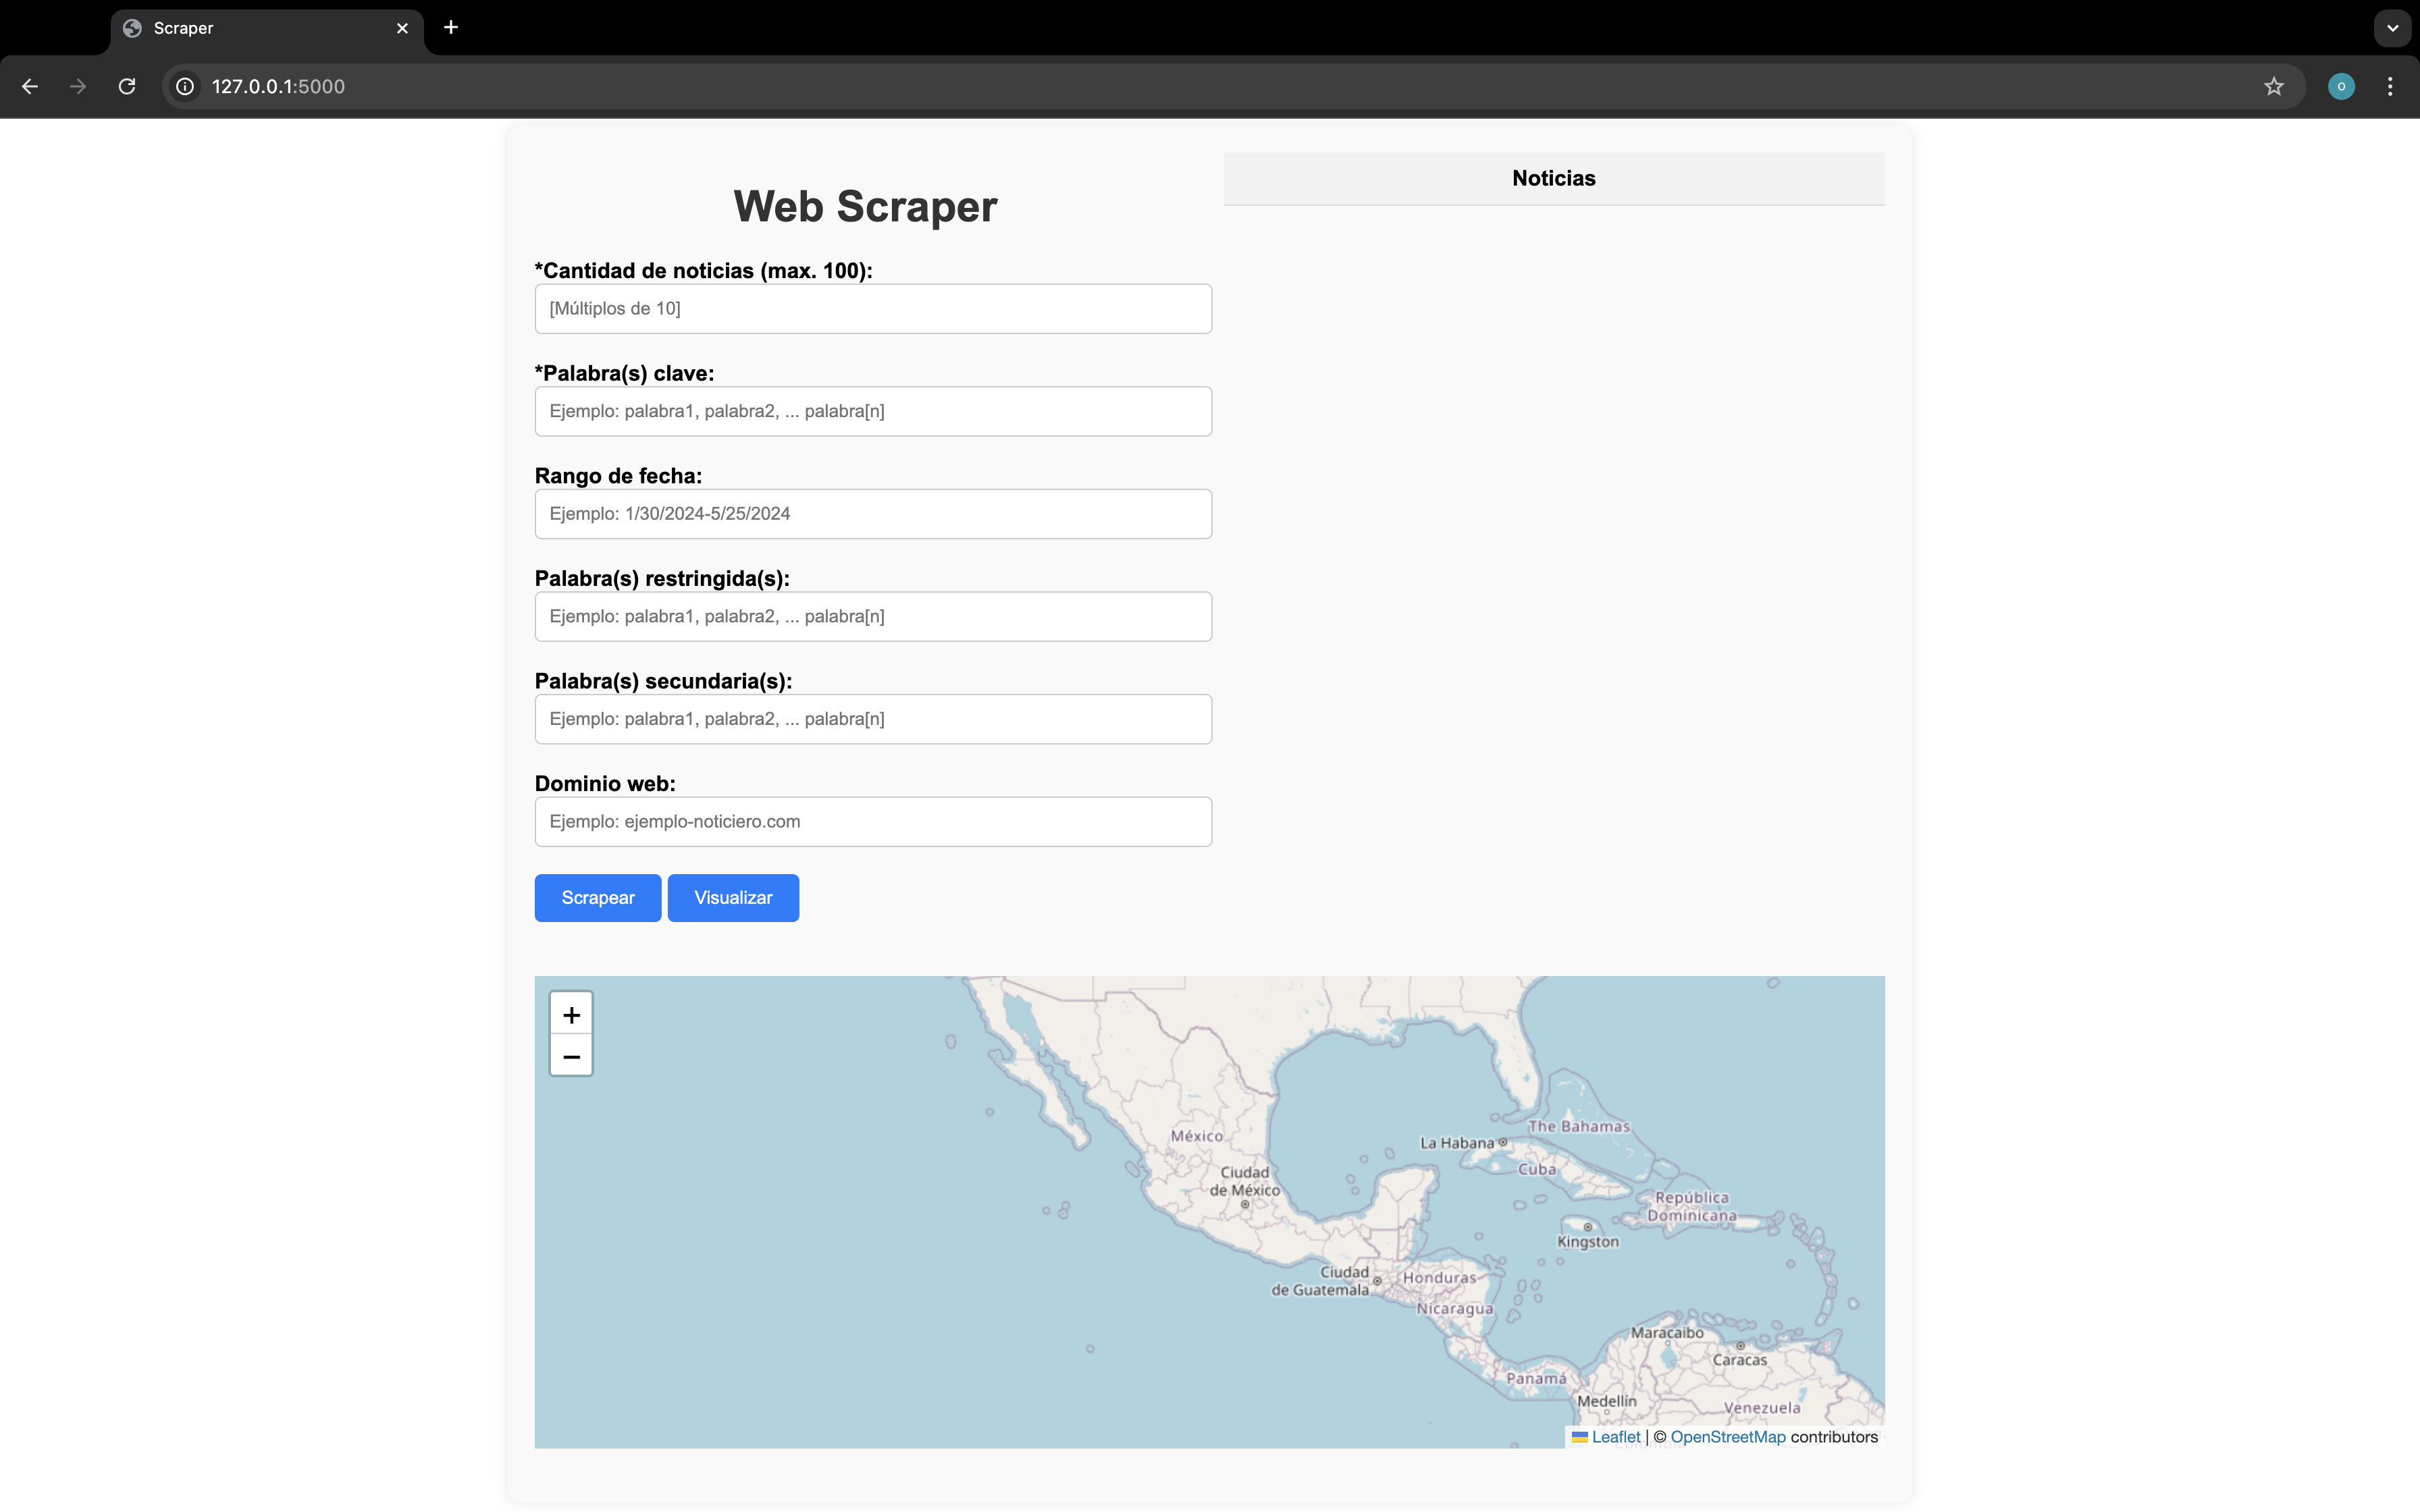 Scraper
127.0.0.1:5000
o
Web Scraper
Noticias
*Cantidad de noticias (max. 100):
[Múltiplos de 10]
*Palabra(s) clave:
Ejemplo: palabra1, palabra2, ... palabra[n]
Rango de fecha:
Ejemplo: 1/30/2024-5/25/2024
Palabra(s) restringida(s):
Ejemplo: palabra1, palabra2, ... palabra[n]
Palabra(s) secundaria(s):
Ejemplo: palabra1, palabra2, ... palabra[n]
Dominio web:
Ejemplo: ejemplo-noticiero.com
Scrapear Visualizar
+
−
The Bahamas
México
La Habana
Cuba
Ciudad
de México
República
Dominicana
Kingston
Ciudad
de Guatemala
Honduras
Nicaragua
Maracaibo
Caracas
Panamá
Medellín
Venezuela
Leaflet | © OpenStreetMap contributors